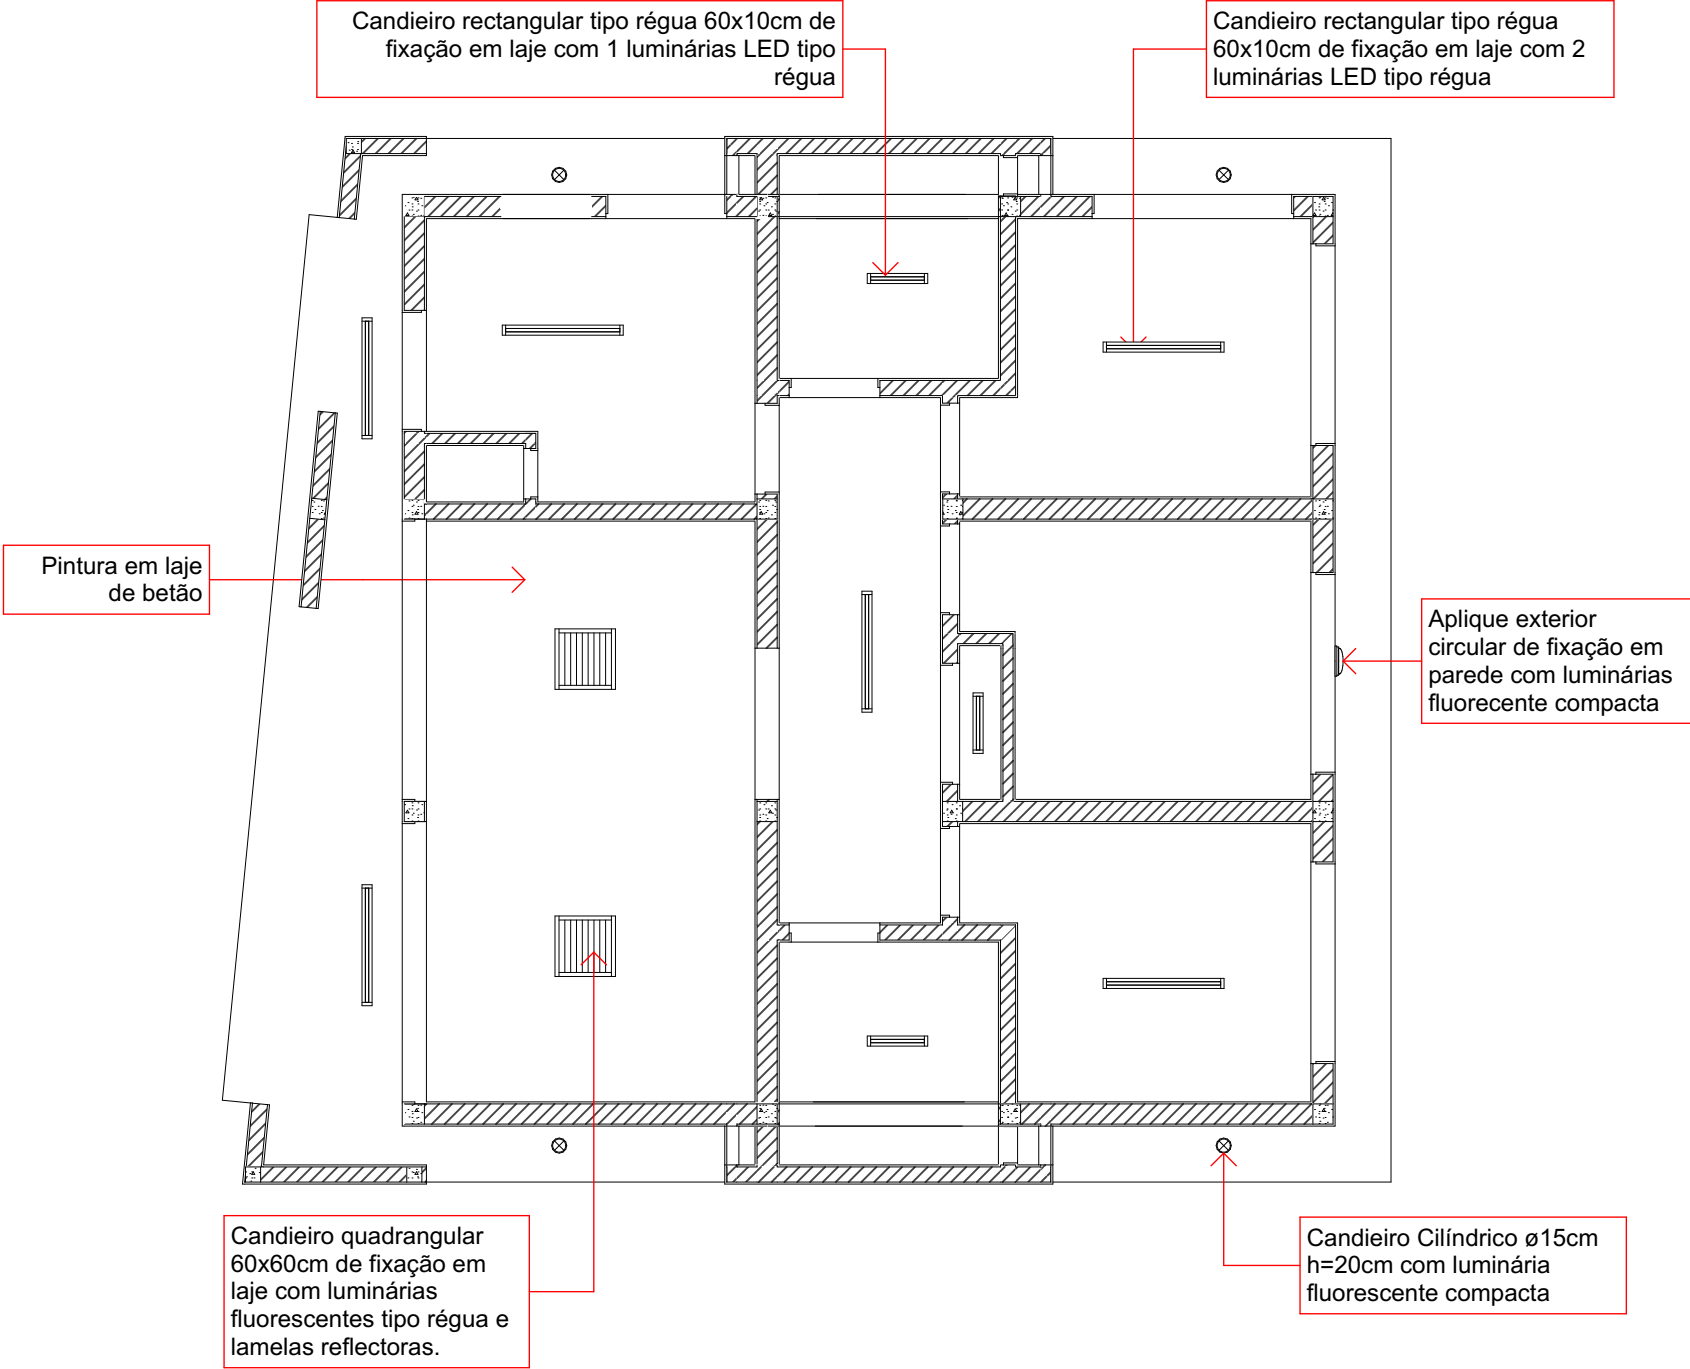 Candieiro rectangular tipo régua 60x10cm de
fixação em laje com 1 luminárias LED tipo
régua
Candieiro rectangular tipo régua
60x10cm de fixação em laje com 2
luminárias LED tipo régua
Pintura em laje
de betão
Aplique exterior
circular de fixação em
parede com luminárias
fluorecente compacta
Candieiro quadrangular
60x60cm de fixação em
laje com luminárias
fluorescentes tipo régua e
lamelas reflectoras.
Candieiro Cilíndrico ø15cm
h=20cm com luminária
fluorescente compacta